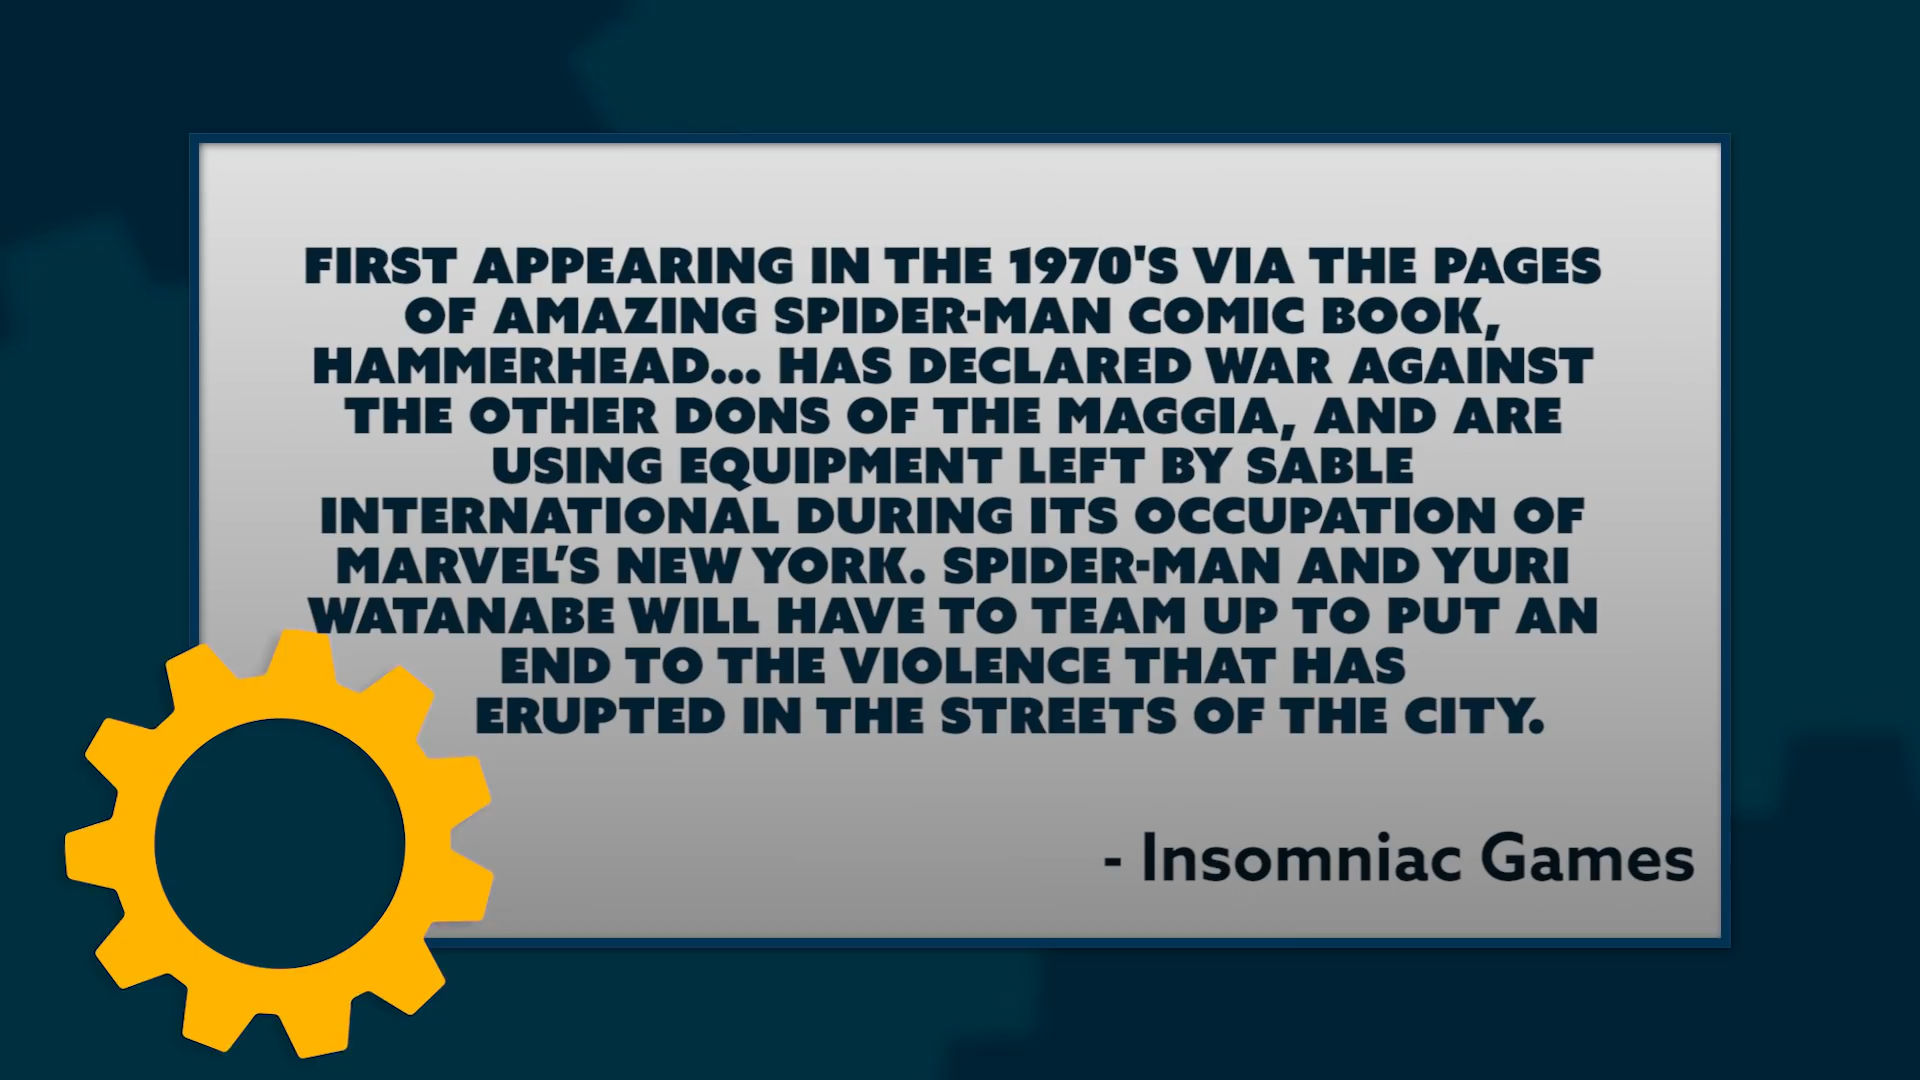 FIRST APPEARING IN THE 1970'S VIA THE PAGES
OF AMAZING SPIDER-MAN COMIC BOOK,
HAMMERHEAD... HAS DECLARED WAR AGAINST
THE OTHER DONS OF THE MAGGIA, AND ARE
USING EQUIPMENT LEFT BY SABLE
INTERNATIONAL DURING ITS OCCUPATION OF
MARVEL’S NEW YORK. SPIDER-MAN AND YURI
WATANABE WILL HAVE TO TEAM UP TO PUT AN
END TO THE VIOLENCE THAT HAS
ERUPTED IN THE STREETS OF THE CITY.
- Insomniac Games